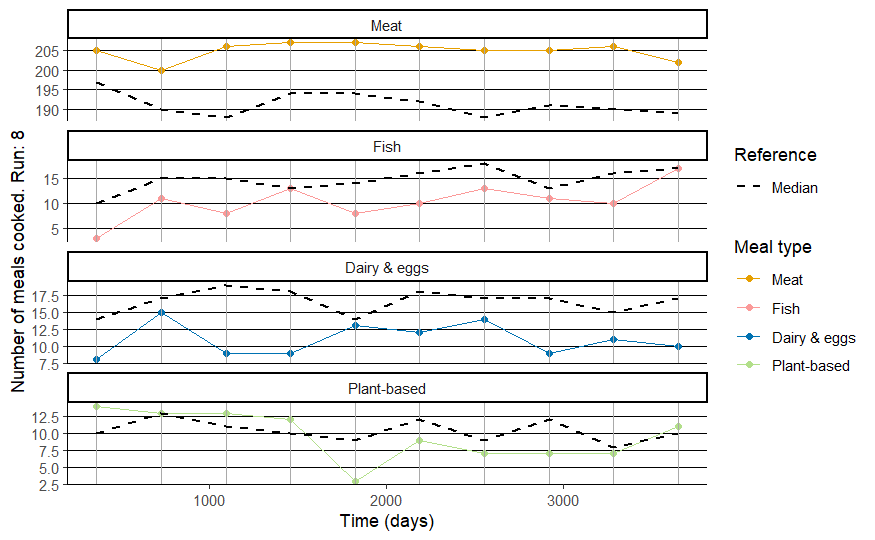 Meat
205
200
195
190
Fish
15
10
5
Dairy & eggs
17.5
15.0
12.5
10.0
7.5
Plant-based
12.5
10.0
7.5
5.0
2.5
1000 2000 3000
Time (days)
Number of meals cooked. Run: 8
Reference
Median
Meal type
Meat
Fish
Dairy & eggs
Plant-based